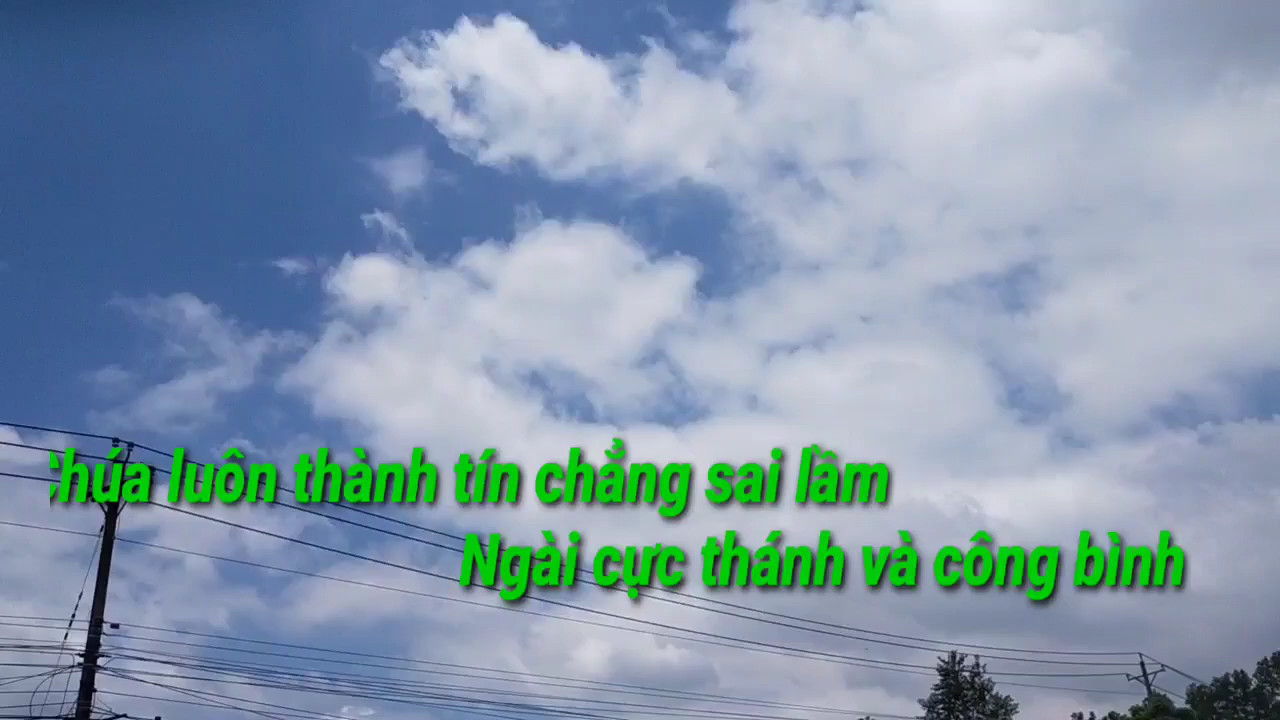 Chúa luôn thành tín chẳng sai lầm
Ngài cực thánh và công bình